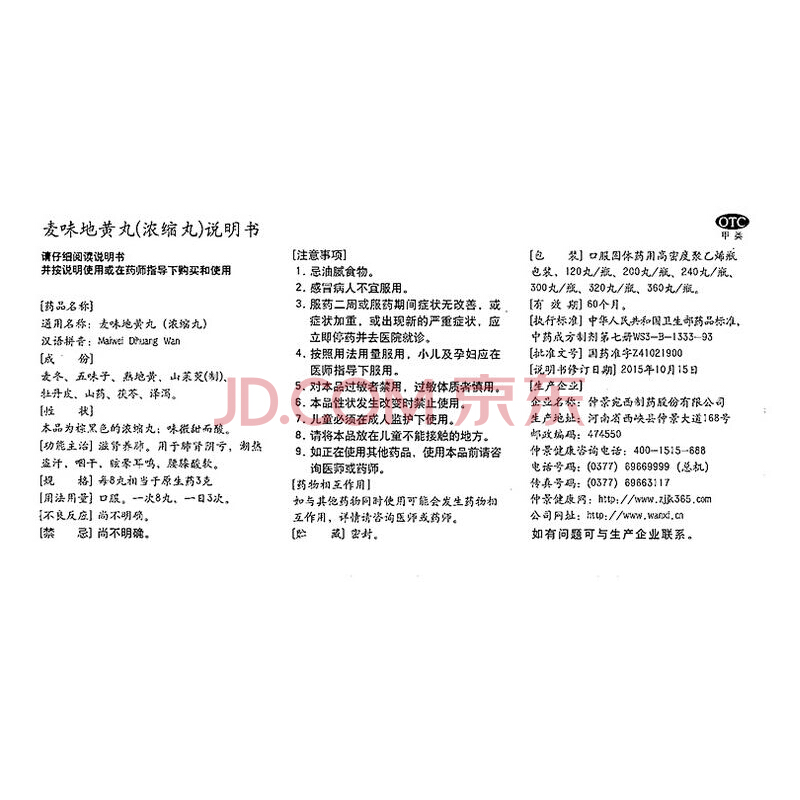 麦味地黄丸(浓缩丸)说明书
请仔细阅读说明书
并按说明使用或在药师指导下购买和使用
[药品名称]
通用名称：麦味地黄丸（浓缩丸）
汉语拼音：Maiwei Dihuang Wan
[成　份]
麦冬、五味子、熟地黄、山茱萸(制)、
牡丹皮、山药、茯苓、泽泻。
[性　状]
本品为棕黑色的浓缩丸；味微甜而酸。
[功能主治] 滋肾养肺。用于肺肾阴亏，潮热
盗汗，咽干，眩晕耳鸣，腰膝酸软。
[规　格] 每8丸相当于原生药3克
[用法用量] 口服。一次8丸，一日3次。
[不良反应] 尚不明确。
[禁　忌] 尚不明确。
[注意事项]
1. 忌油腻食物。
2. 感冒病人不宜服用。
3. 服药二周或服药期间症状无改善，或
症状加重，或出现新的严重症状，应
立即停药并去医院就诊。
4. 按照用法用量服用，小儿及孕妇应在
医师指导下服用。
5. 对本品过敏者禁用，过敏体质者慎用。
6. 本品性状发生改变时禁止使用。
7. 儿童必须在成人监护下使用。
8. 请将本品放在儿童不能接触的地方。
9. 如正在使用其他药品，使用本品前请咨
询医师或药师。
[药物相互作用]
如与其他药物同时使用可能会发生药物相
互作用，详情请咨询医师或药师。
[贮　藏] 密封。
OTC
甲类
[包　装] 口服固体药用高密度聚乙烯瓶
包装、120丸/瓶、200丸/瓶、240丸/瓶、
300丸/瓶、320丸/瓶、360丸/瓶。
[有 效 期] 60个月。
[执行标准] 中华人民共和国卫生部药品标准，
中药成方制剂第七册WS3-B-1333-93
[批准文号] 国药准字Z41021900
[说明书修订日期] 2015年10月15日
[生产企业]
企业名称：仲景宛西制药股份有限公司
生产地址：河南省西峡县仲景大道168号
邮政编码：474550
仲景健康咨询电话：400-1515-688
电话号码：(0377) 69669999 (总机)
传真号码：(0377) 69663117
仲景健康网：http://www.zjjk365.com
公司网址：http://www.wanxi.cn
如有问题可与生产企业联系。
JD.COM 京东